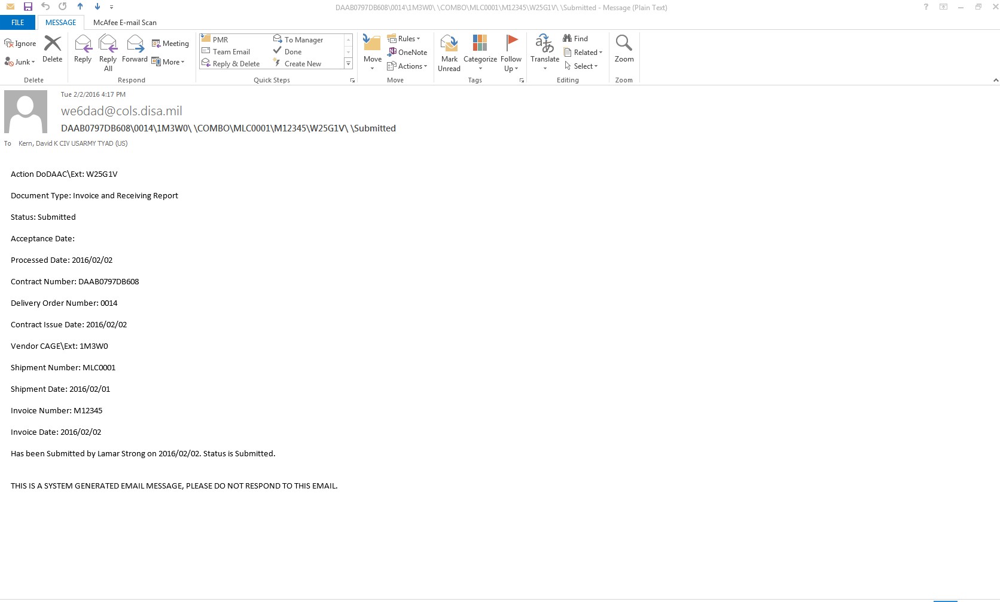 DAAB0797DB608\0014\1M3W0\ \COMBO\MLC0001\M12345\W25G1V\ \Submitted - Message (Plain Text)
?
FILE
MESSAGE
McAfee E-mail Scan
Ignore
Junk
Delete
Delete
Reply
Reply All
Forward
Meeting
More
Respond
PMR
Team Email
Reply & Delete
To Manager
Done
Create New
Quick Steps
Move
Rules
OneNote
Actions
Move
Mark Unread
Categorize
Follow Up
Tags
Translate
Find
Related
Select
Editing
Zoom
Zoom
Tue 2/2/2016 4:17 PM
we6dad@cols.disa.mil
DAAB0797DB608\0014\1M3W0\ \COMBO\MLC0001\M12345\W25G1V\ \Submitted
To Kern, David K CIV USARMY TYAD (US)
Action DoDAAC\Ext: W25G1V
Document Type: Invoice and Receiving Report
Status: Submitted
Acceptance Date:
Processed Date: 2016/02/02
Contract Number: DAAB0797DB608
Delivery Order Number: 0014
Contract Issue Date: 2016/02/02
Vendor CAGE\Ext: 1M3W0
Shipment Number: MLC0001
Shipment Date: 2016/02/01
Invoice Number: M12345
Invoice Date: 2016/02/02
Has been Submitted by Lamar Strong on 2016/02/02. Status is Submitted.
THIS IS A SYSTEM GENERATED EMAIL MESSAGE, PLEASE DO NOT RESPOND TO THIS EMAIL.